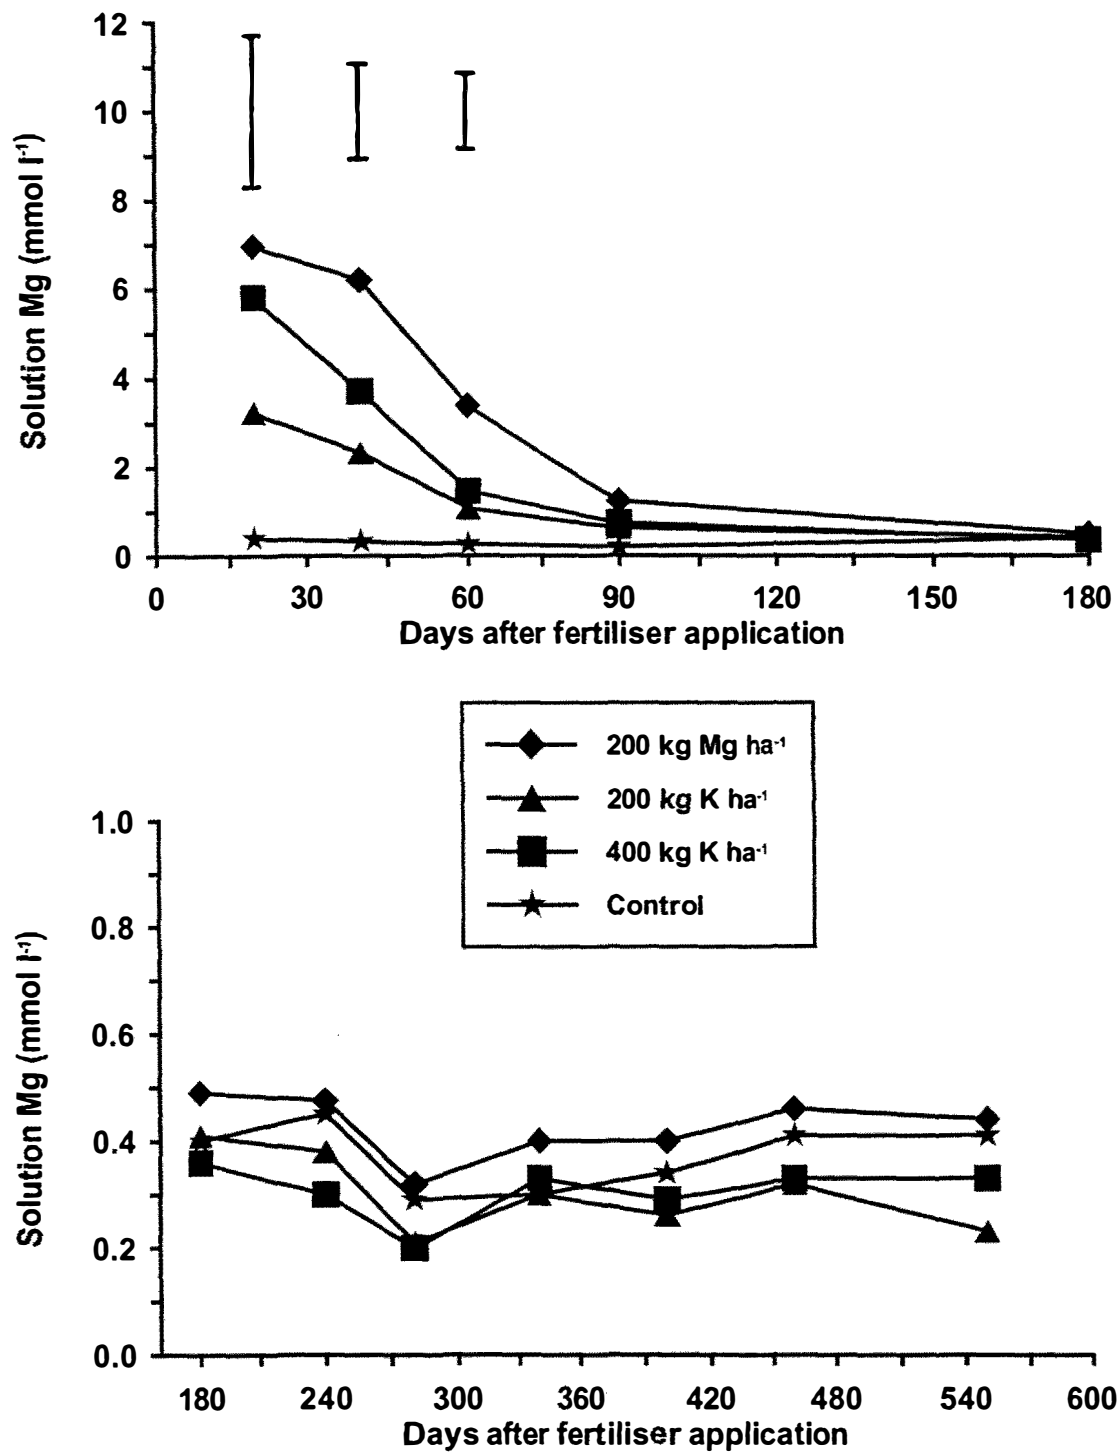 12
10
8
6
4
2
0
Solution Mg (mmol l-1)
0 30 60 90 120 150 180
Days after fertiliser application
200 kg Mg ha-1
200 kg K ha-1
400 kg K ha-1
Control
1.0
0.8
0.6
0.4
0.2
0.0
Solution Mg (mmol l-1)
180 240 300 360 420 480 540 600
Days after fertiliser application